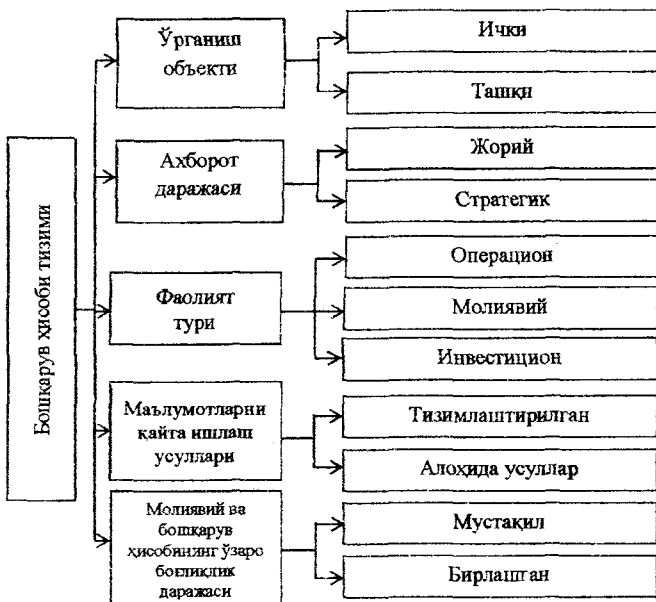 Бошқарув ҳисоби тизими
Ўрганиш
объекти
Ички
Ташқи
Ахборот
даражаси
Жорий
Стратегик
Фаолият
тури
Операцион
Молиявий
Инвестицион
Маълумотларни
қайта ишлаш
усуллари
Тизимлаштирилган
Алоҳида усуллар
Молиявий ва
бошқарув
ҳисобининг ўзаро
боғлиқлик
даражаси
Мустақил
Бирлашган